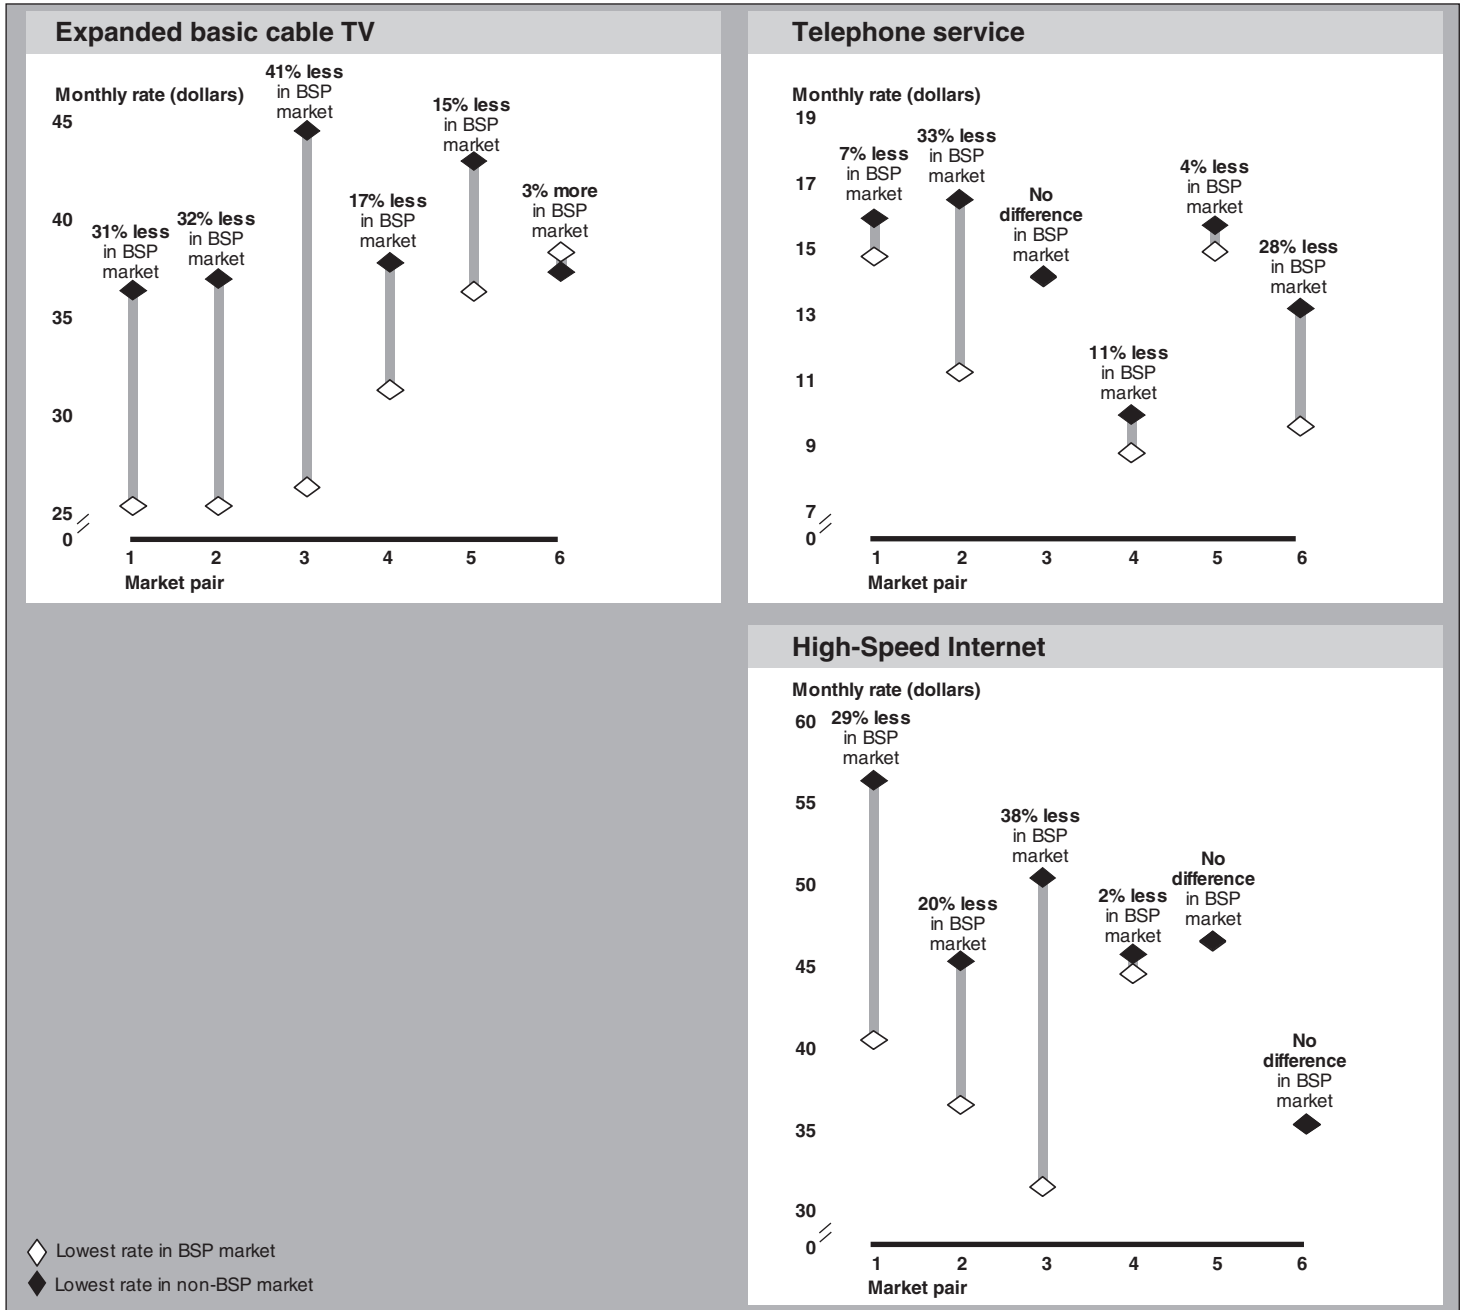 Expanded basic cable TV
Monthly rate (dollars)
45
40
35
30
25
0
31% less
in BSP
market
32% less
in BSP
market
41% less
in BSP
market
17% less
in BSP
market
15% less
in BSP
market
3% more
in BSP
market
1 2 3 4 5 6
Market pair
Telephone service
Monthly rate (dollars)
19
17
15
13
11
9
7
0
7% less
in BSP
market
33% less
in BSP
market
No
difference
in BSP
market
11% less
in BSP
market
4% less
in BSP
market
28% less
in BSP
market
1 2 3 4 5 6
Market pair
High-Speed Internet
Monthly rate (dollars)
60
55
50
45
40
35
30
0
29% less
in BSP
market
20% less
in BSP
market
38% less
in BSP
market
2% less
in BSP
market
No
difference
in BSP
market
No
difference
in BSP
market
1 2 3 4 5 6
Market pair
Lowest rate in BSP market
Lowest rate in non-BSP market